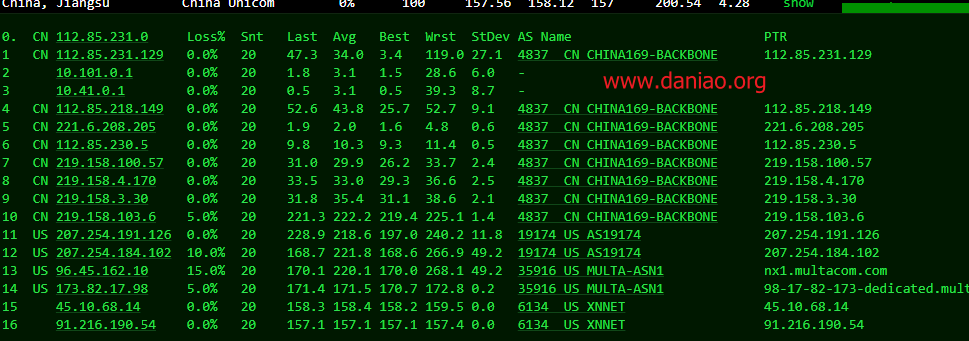 China, Jiangsu China Unicom 0% 100 157.56 158.12 157 200.54 4.28 show
0. CN 112.85.231.0 Loss% Snt Last Avg Best Wrst StDev AS Name PTR
1 CN 112.85.231.129 0.0% 20 47.3 34.0 3.4 119.0 27.1 4837 CN CHINA169-BACKBONE 112.85.231.129
2 10.101.0.1 0.0% 20 1.8 3.1 1.5 28.6 6.0 -
www.daniao.org
3 10.41.0.1 0.0% 20 0.5 3.1 0.5 39.3 8.7 -
4 CN 112.85.218.149 0.0% 20 52.6 43.8 25.7 52.7 9.1 4837 CN CHINA169-BACKBONE 112.85.218.149
5 CN 221.6.208.205 0.0% 20 1.9 2.0 1.6 4.8 0.6 4837 CN CHINA169-BACKBONE 221.6.208.205
6 CN 112.85.230.5 0.0% 20 9.8 10.3 9.3 11.4 0.5 4837 CN CHINA169-BACKBONE 112.85.230.5
7 CN 219.158.100.57 0.0% 20 31.0 29.9 26.2 33.7 2.4 4837 CN CHINA169-BACKBONE 219.158.100.57
8 CN 219.158.4.170 0.0% 20 33.5 33.0 29.3 36.6 2.5 4837 CN CHINA169-BACKBONE 219.158.4.170
9 CN 219.158.3.30 0.0% 20 31.8 35.4 31.1 38.6 2.1 4837 CN CHINA169-BACKBONE 219.158.3.30
10 CN 219.158.103.6 5.0% 20 221.3 222.2 219.4 225.1 1.4 4837 CN CHINA169-BACKBONE 219.158.103.6
11 US 207.254.191.126 0.0% 20 228.9 218.6 197.0 240.2 11.8 19174 US AS19174 207.254.191.126
12 US 207.254.184.102 10.0% 20 168.7 221.8 168.6 266.9 49.2 19174 US AS19174 207.254.184.102
13 US 96.45.162.10 15.0% 20 170.1 220.1 170.0 268.1 49.2 35916 US MULTA-ASN1 nx1.multacom.com
14 US 173.82.17.98 5.0% 20 171.4 171.5 170.7 172.8 0.2 35916 US MULTA-ASN1 98-17-82-173-dedicated.mult
15 45.10.68.14 0.0% 20 158.3 158.4 158.2 159.5 0.0 6134 US XNNET 45.10.68.14
16 91.216.190.54 0.0% 20 157.1 157.1 157.1 157.4 0.0 6134 US XNNET 91.216.190.54